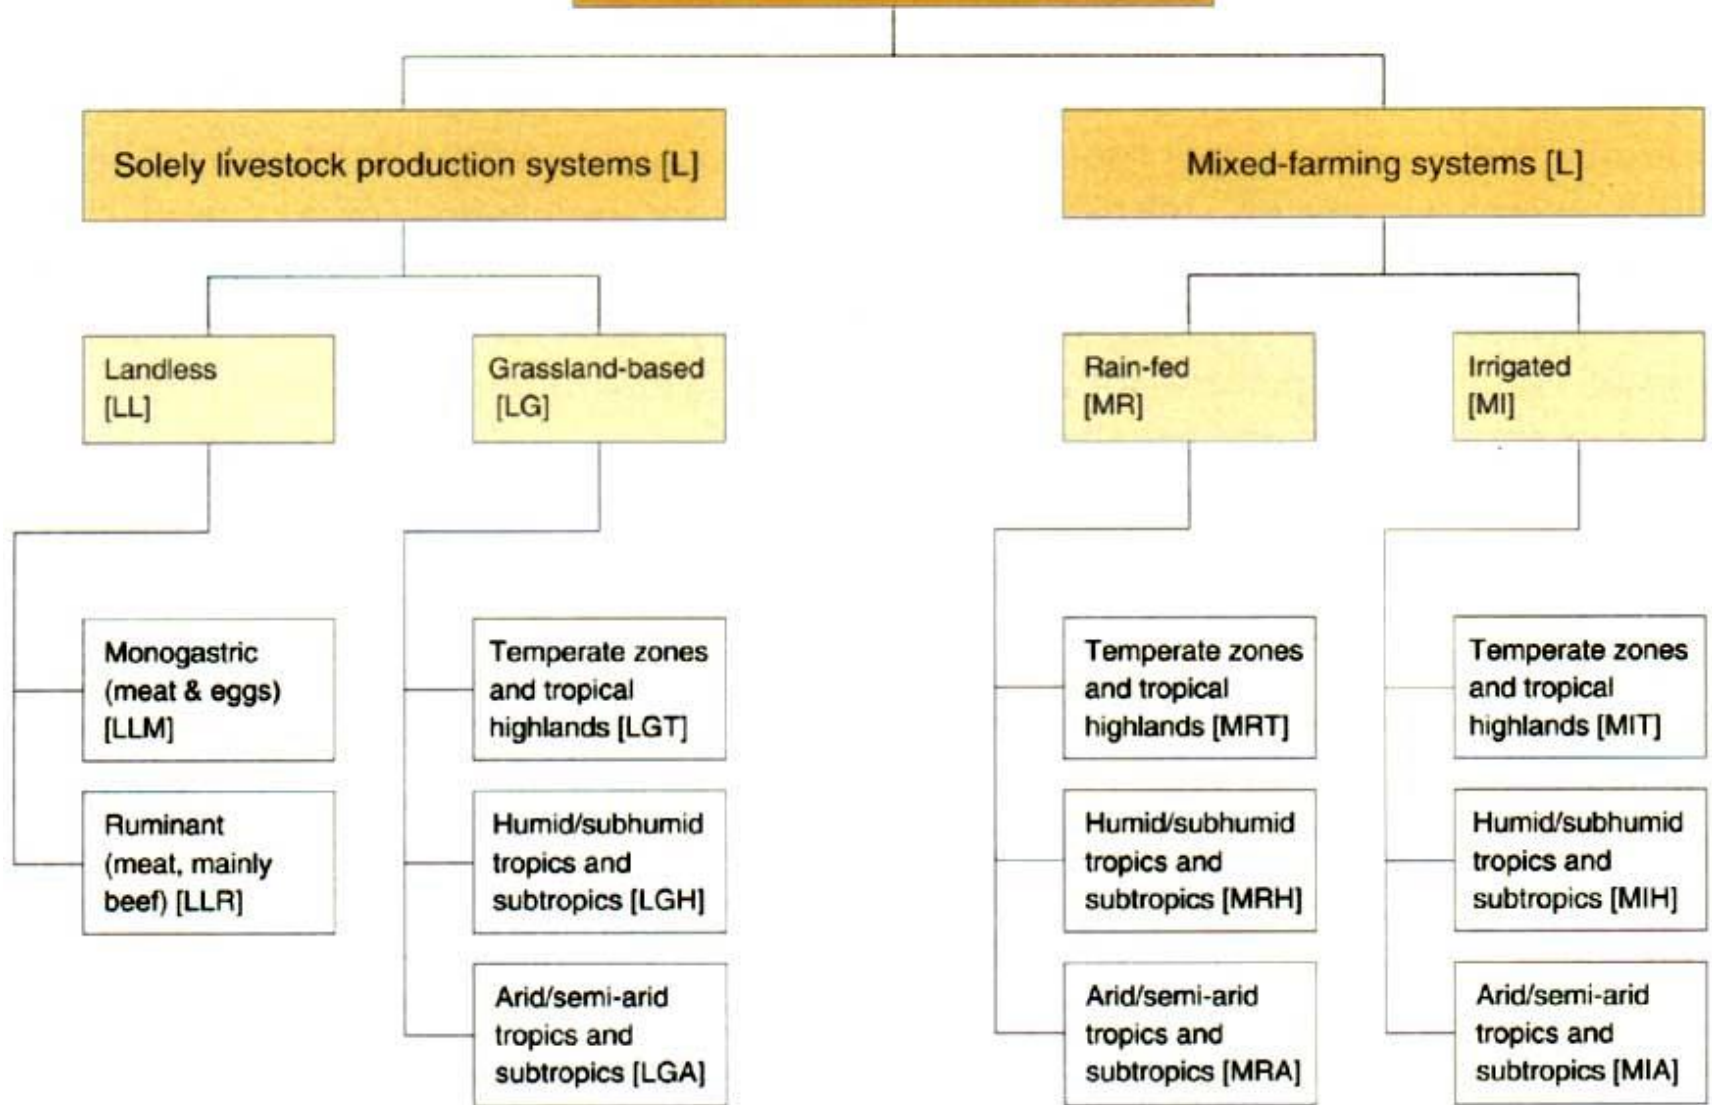 Solely livestock production systems [L]
Mixed-farming systems [L]
Landless
[LL]
Grassland-based
[LG]
Rain-fed
[MR]
Irrigated
[MI]
Monogastric
(meat & eggs)
[LLM]
Ruminant
(meat, mainly
beef) [LLR]
Temperate zones
and tropical
highlands [LGT]
Humid/subhumid
tropics and
subtropics [LGH]
Arid/semi-arid
tropics and
subtropics [LGA]
Temperate zones
and tropical
highlands [MRT]
Humid/subhumid
tropics and
subtropics [MRH]
Arid/semi-arid
tropics and
subtropics [MRA]
Temperate zones
and tropical
highlands [MIT]
Humid/subhumid
tropics and
subtropics [MIH]
Arid/semi-arid
tropics and
subtropics [MIA]